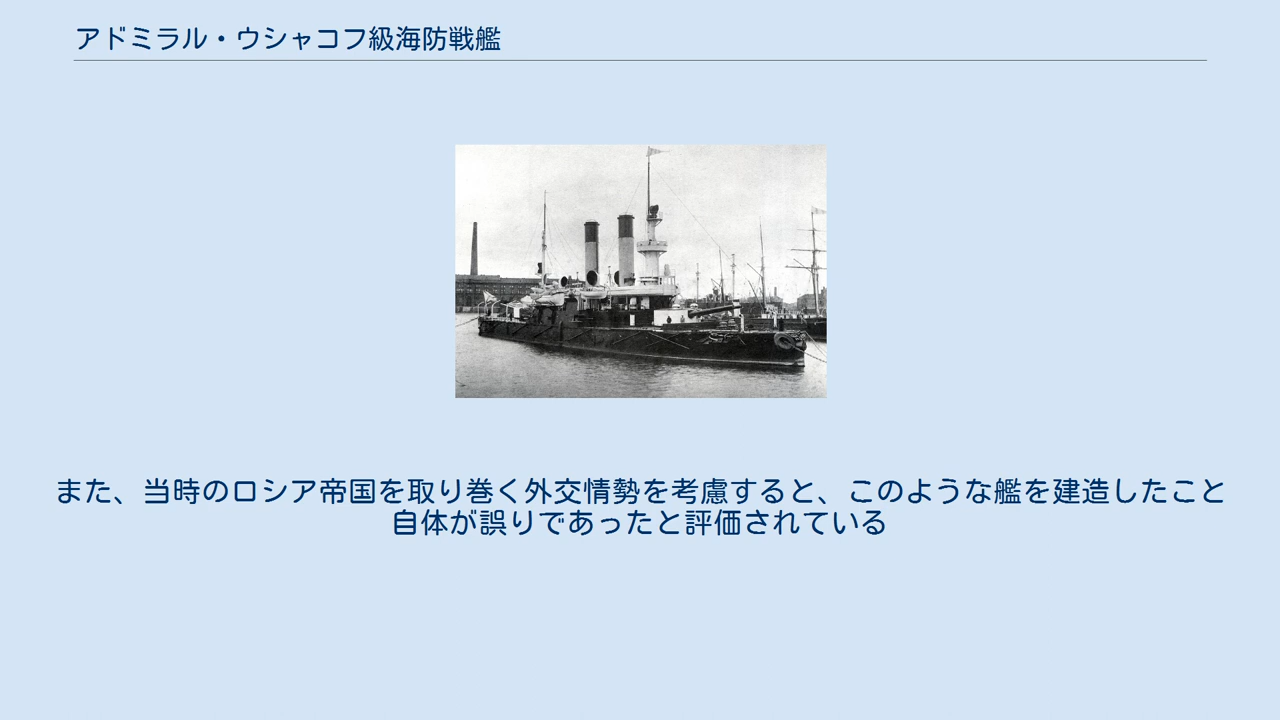 アドミラル・ウシャコフ級海防戦艦
また、当時のロシア帝国を取り巻く外交情勢を考慮すると、このような艦を建造したこと
自体が誤りであったと評価されている